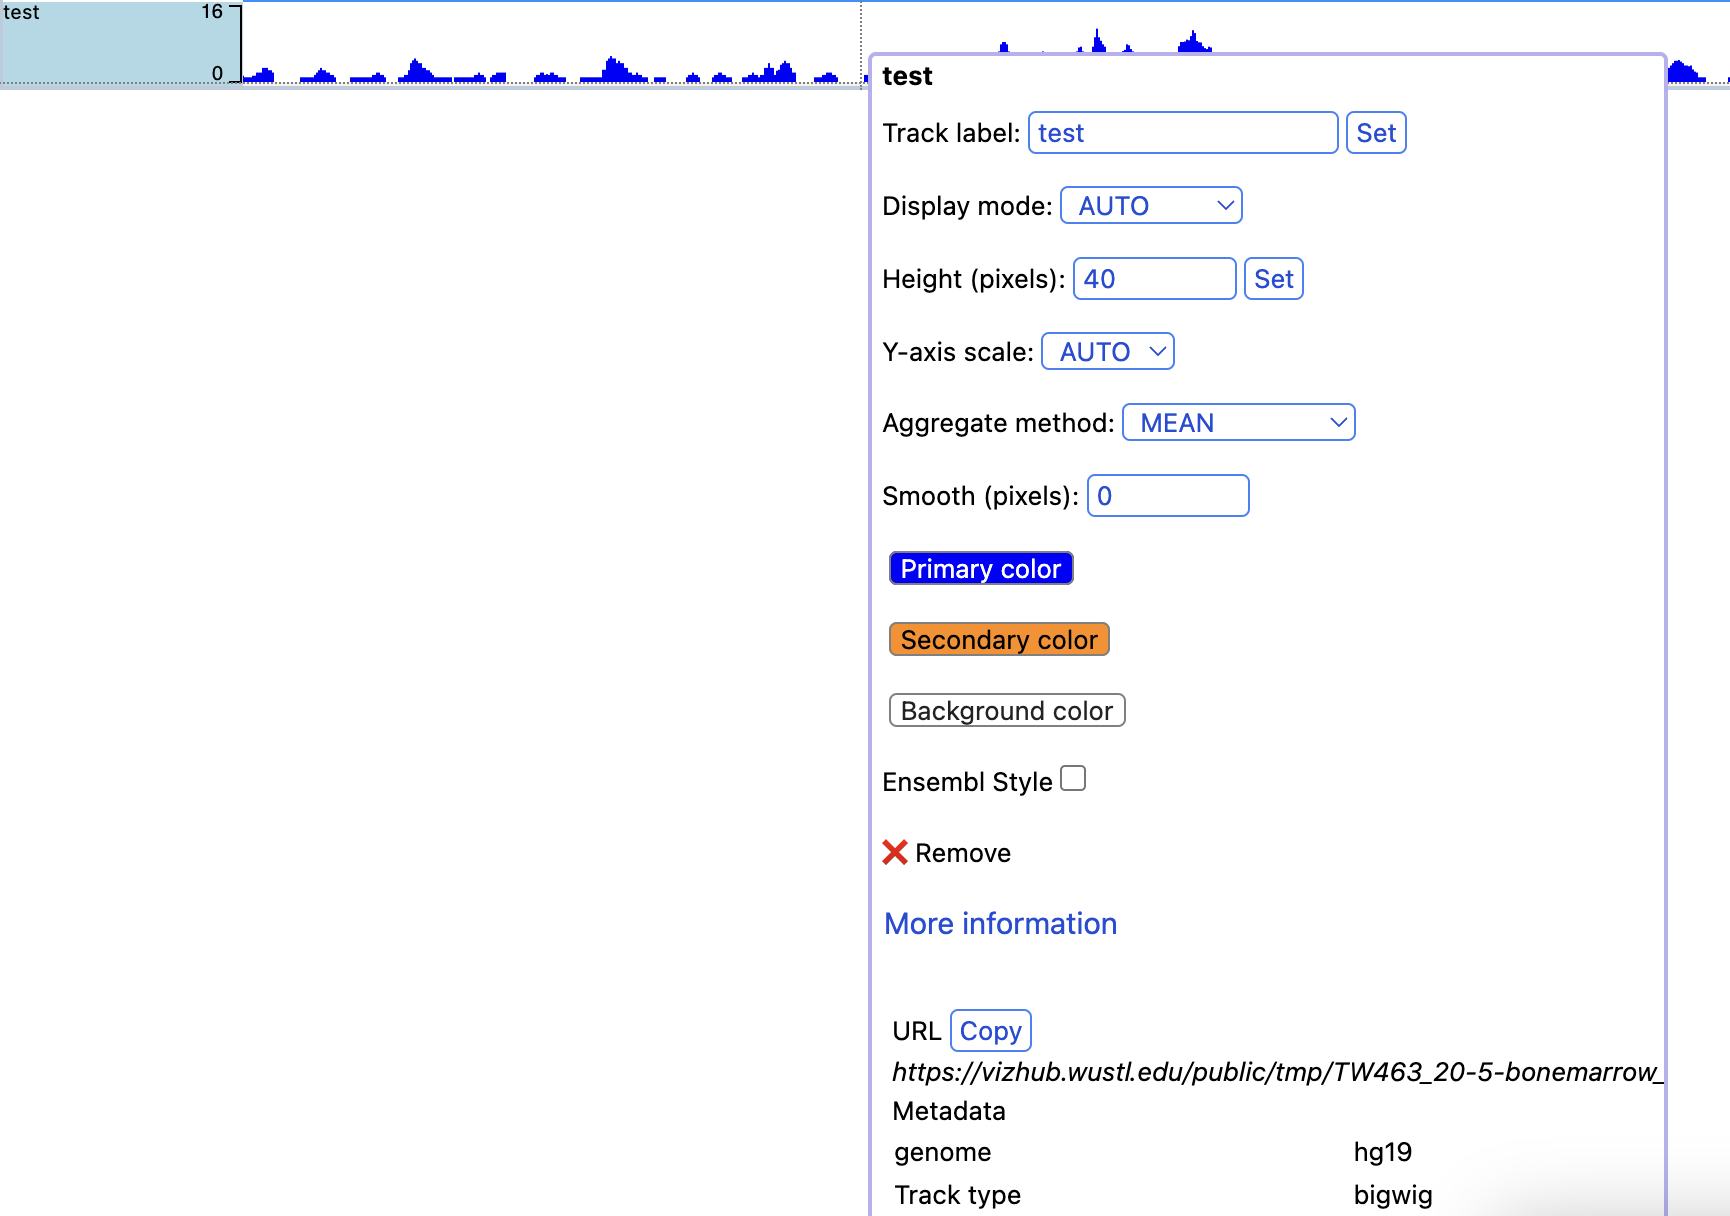 test
16
0
test
Track label: test Set
Display mode: AUTO
Height (pixels): 40 Set
Y-axis scale: AUTO
Aggregate method: MEAN
Smooth (pixels): 0
Primary color
Secondary color
Background color
Ensembl Style
❌ Remove
More information
URL Copy
https://vizhub.wustl.edu/public/tmp/TW463_20-5-bonemarrow_
Metadata
genome hg19
Track type bigwig